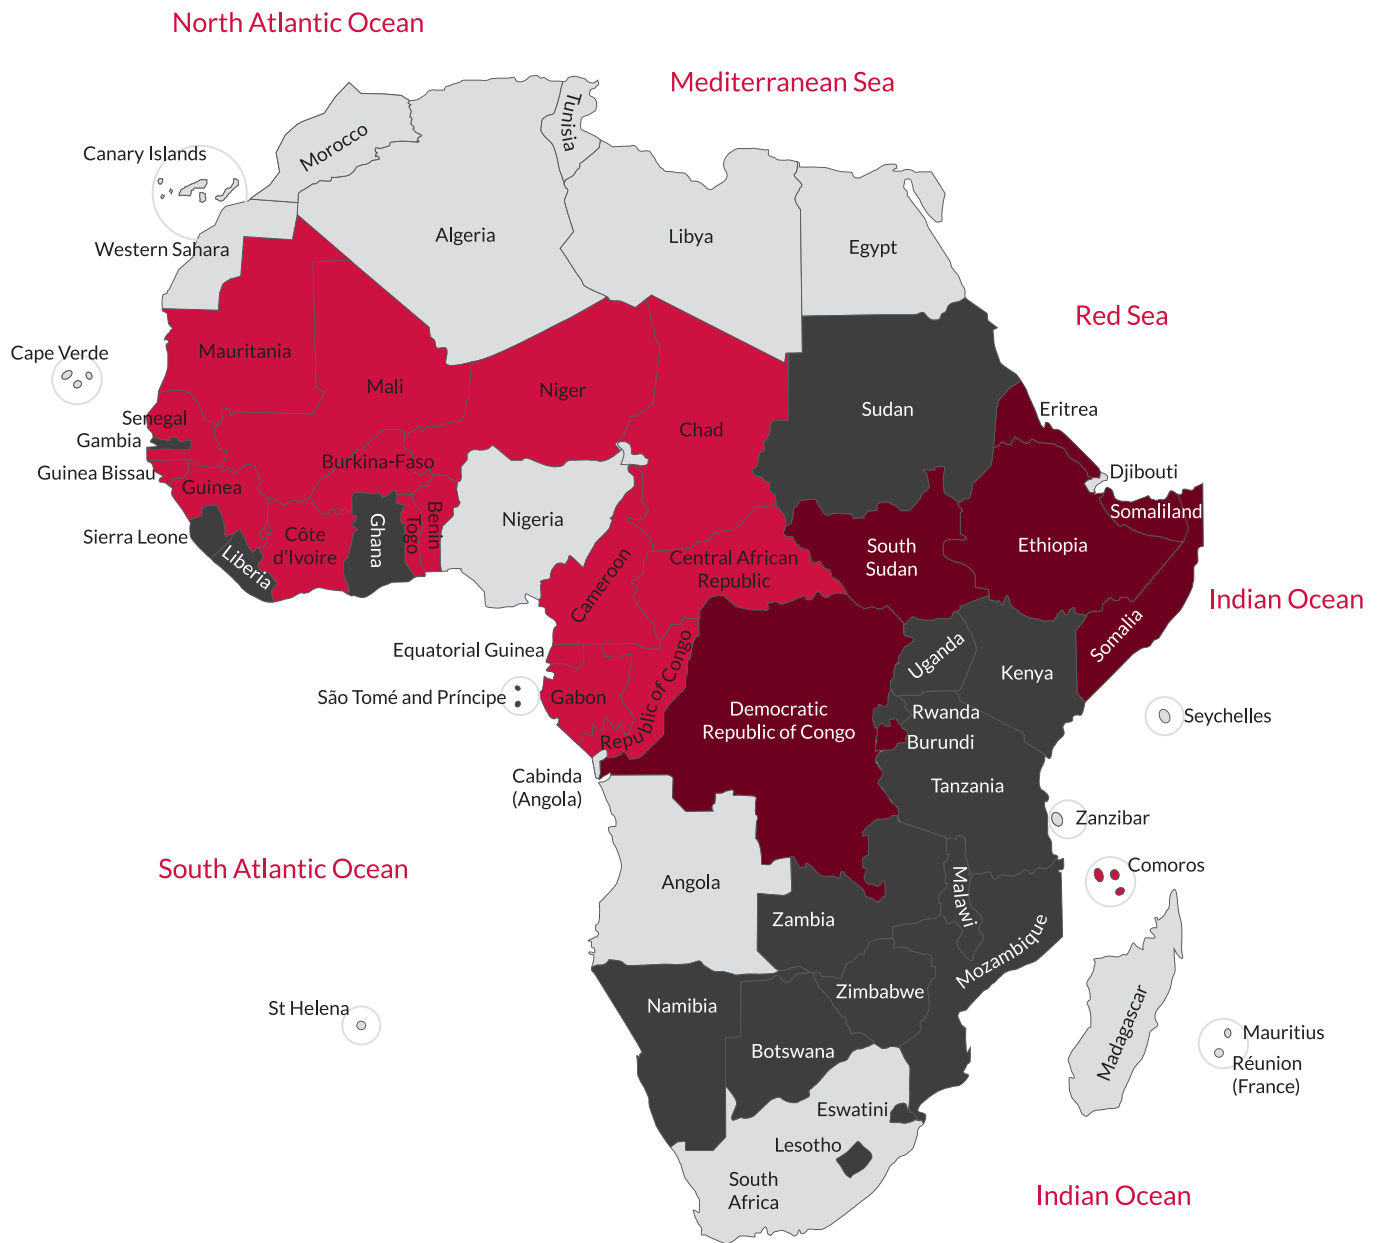 North Atlantic Ocean
Mediterranean Sea
Tunisia
Morocco
Canary Islands
Algeria
Libya
Egypt
Western Sahara
Red Sea
Mauritania
Cape Verde
Mali
Niger
Sudan
Eritrea
Senegal
Chad
Gambia
Burkina-Faso
Djibouti
Guinea Bissau
Guinea
Somaliland
Nigeria
Ghana
Togo
Benin
Sierra Leone
Côte
d'Ivoire
Liberia
South
Sudan
Ethiopia
Central African
Republic
Cameroon
Indian Ocean
Somalia
Equatorial Guinea
Uganda
Kenya
São Tomé and Príncipe
Gabon
Republic of Congo
Democratic
Republic of Congo
Rwanda
Seychelles
Burundi
Cabinda
(Angola)
Tanzania
Zanzibar
South Atlantic Ocean
Comoros
Angola
Malawi
Zambia
Mozambique
Zimbabwe
Namibia
St Helena
Botswana
Madagascar
Mauritius
Réunion
(France)
Eswatini
Lesotho
South
Africa
Indian Ocean